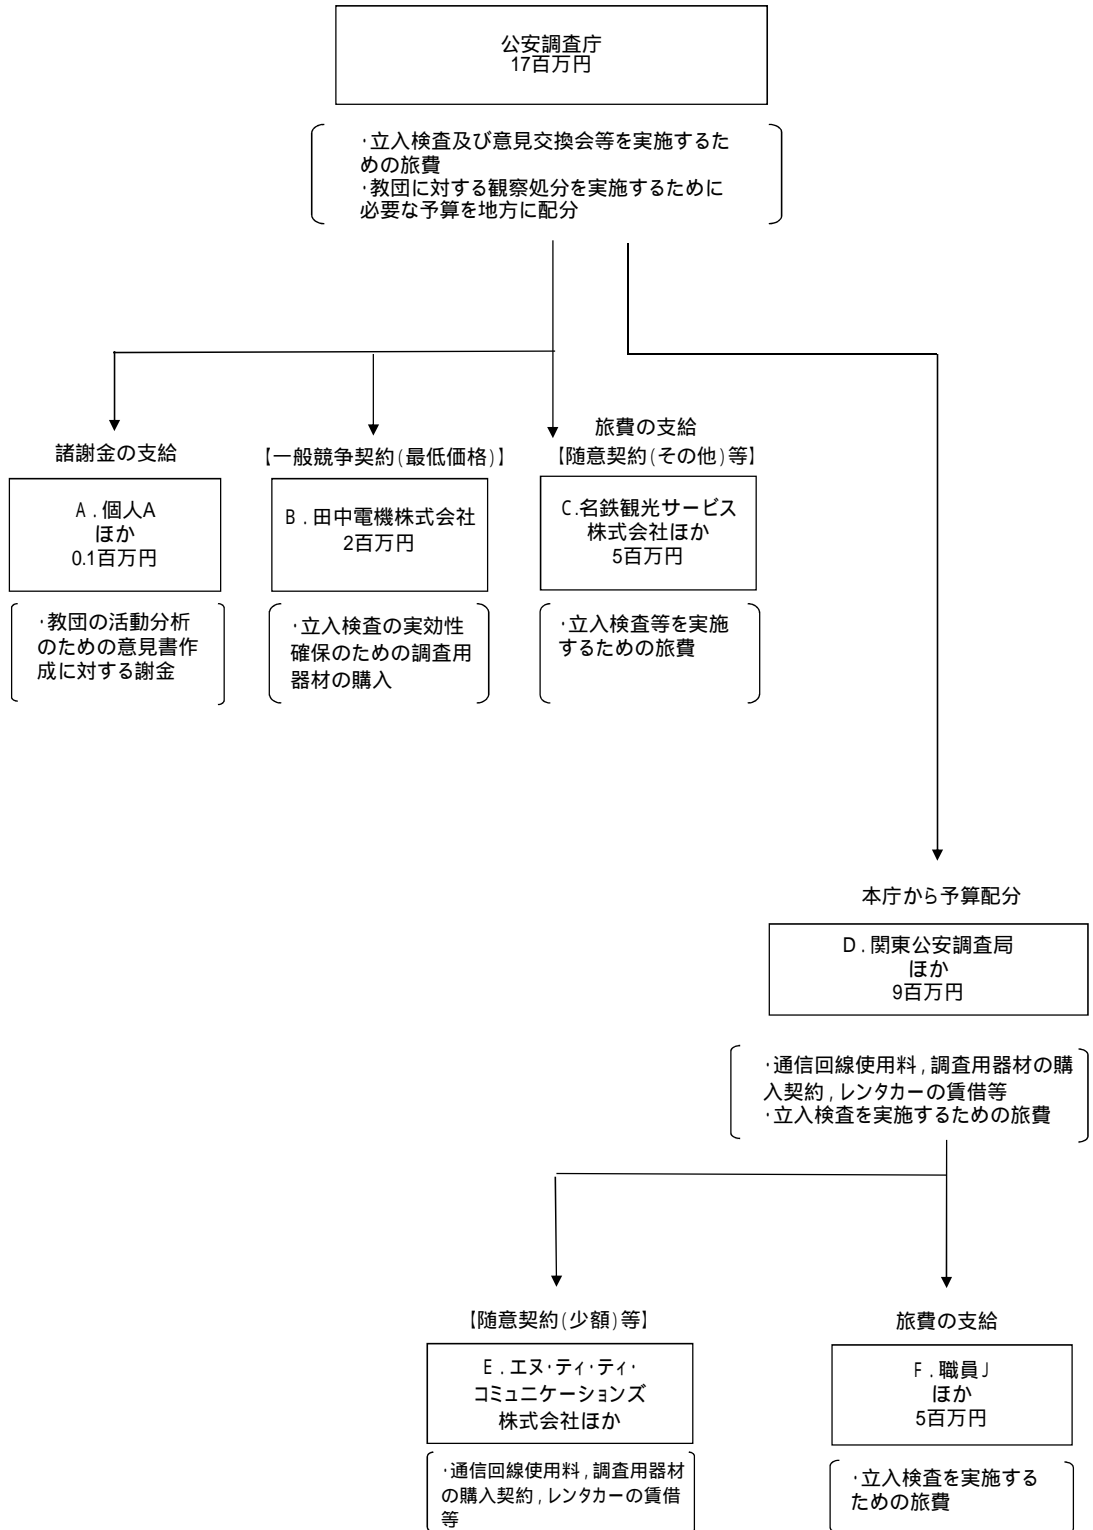 公安調査庁
17百万円
・立入検査及び意見交換会等を実施するた
めの旅費
・教団に対する観察処分を実施するために
必要な予算を地方に配分
諸謝金の支給
A．個人A
ほか
0.1百万円
・教団の活動分析
のための意見書作
成に対する謝金
【一般競争契約(最低価格)】
B．田中電機株式会社
2百万円
・立入検査の実効性
確保のための調査用
器材の購入
旅費の支給
【随意契約(その他)等】
C.名鉄観光サービス
株式会社ほか
5百万円
・立入検査等を実施
するための旅費
本庁から予算配分
D．関東公安調査局
ほか
9百万円
・通信回線使用料，調査用器材の購
入契約，レンタカーの賃借等
・立入検査を実施するための旅費
【随意契約(少額)等】
E．エヌ・ティ・ティ・
コミュニケーションズ
株式会社ほか
・通信回線使用料，調査用器材
の購入契約，レンタカーの賃借
等
旅費の支給
F．職員J
ほか
5百万円
・立入検査を実施する
ための旅費